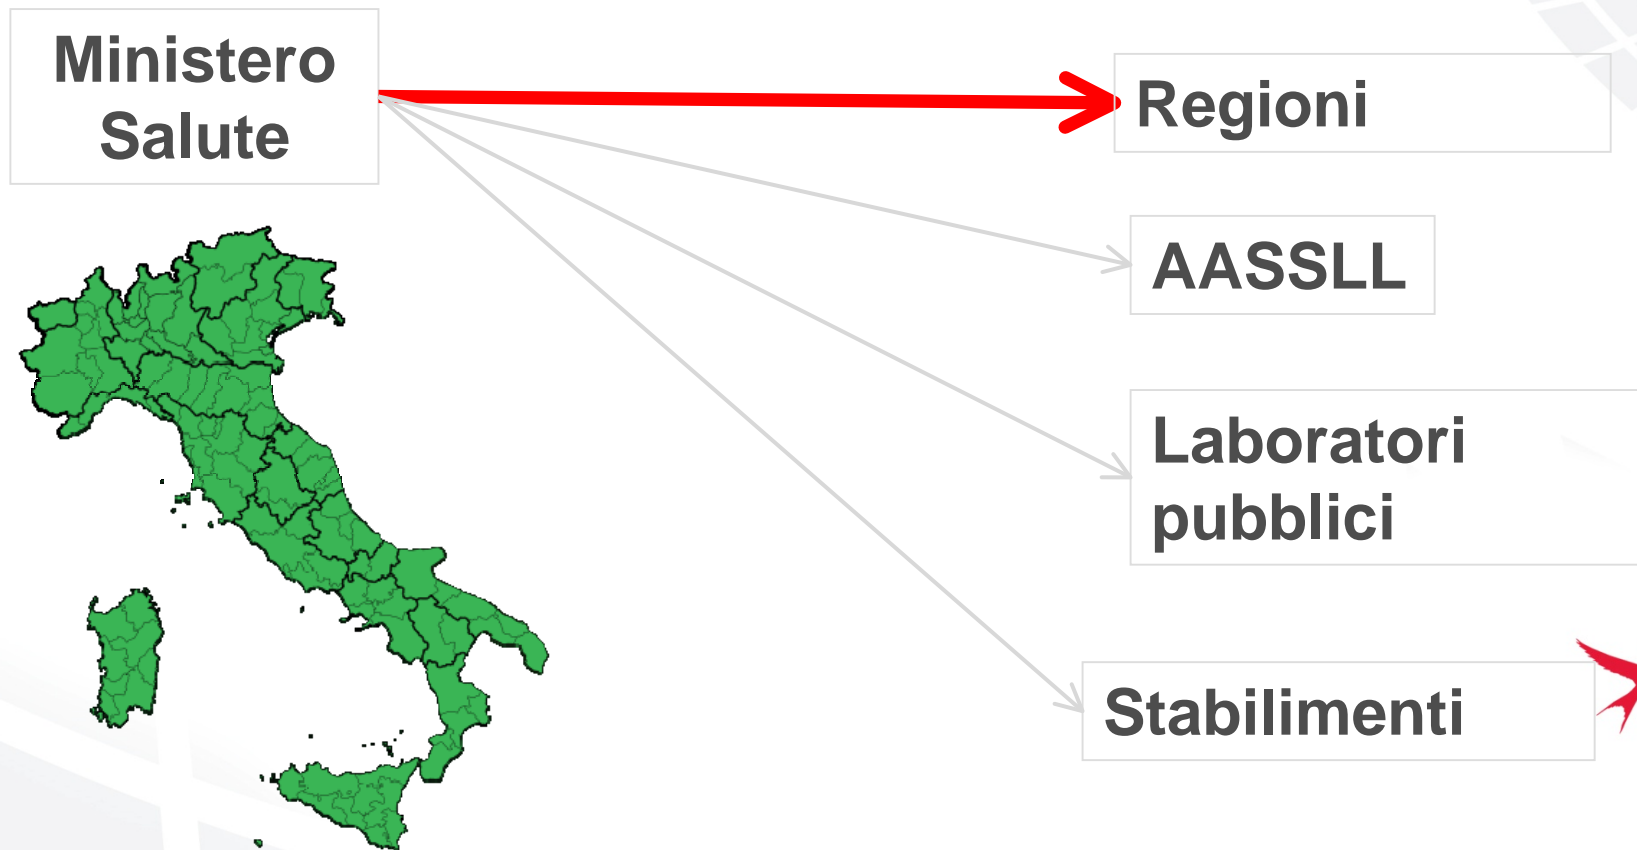 Ministero
Salute
Regioni
AASSLL
Laboratori
pubblici
Stabilimenti